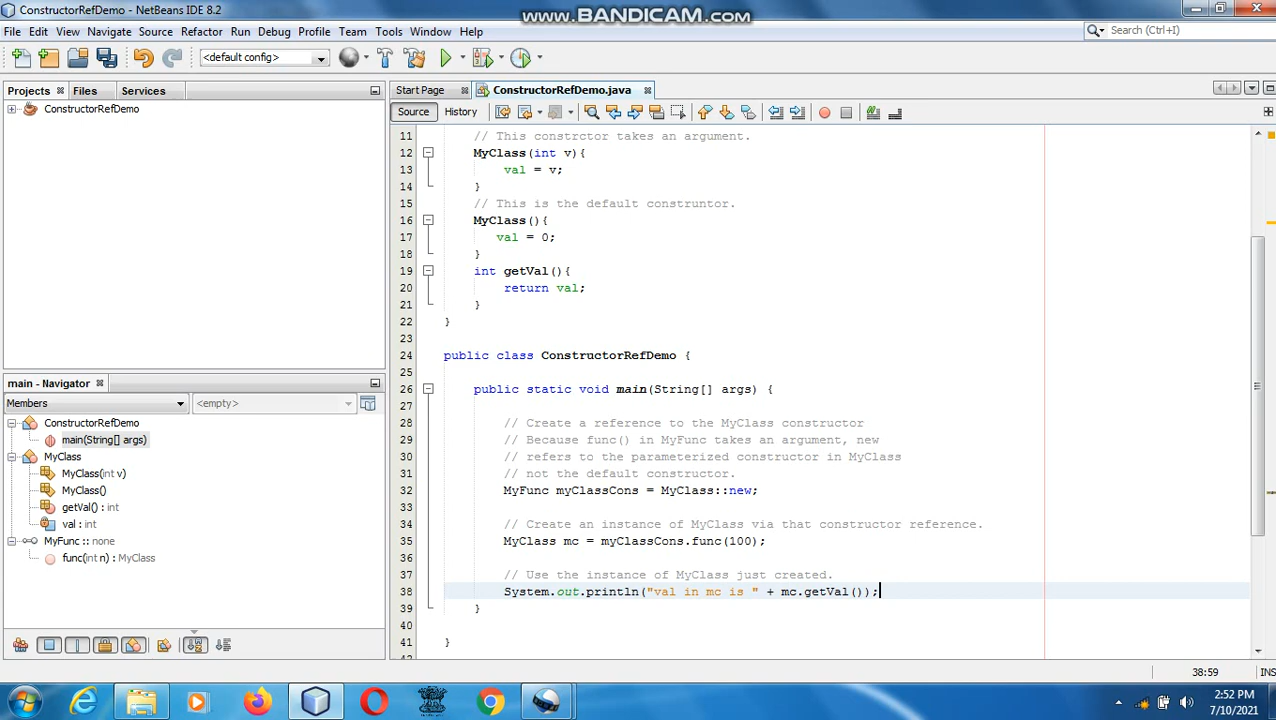 ConstructorRefDemo - NetBeans IDE 8.2
www.BANDICAM.com
File Edit View Navigate Source Refactor Run Debug Profile Team Tools Window Help
Search (Ctrl+I)
<default config>
Projects Files Services
Start Page ConstructorRefDemo.java
ConstructorRefDemo
Source History
11 // This constrctor takes an argument.
12 MyClass(int v){
13 val = v;
14 }
15 // This is the default construntor.
16 MyClass(){
17 val = 0;
18 }
19 int getVal(){
20 return val;
21 }
22 }
23
24 public class ConstructorRefDemo {
25
26 public static void main(String[] args) {
27
28 // Create a reference to the MyClass constructor
29 // Because func() in MyFunc takes an argument, new
30 // refers to the parameterized constructor in MyClass
31 // not the default constructor.
32 MyFunc myClassCons = MyClass::new;
33
34 // Create an instance of MyClass via that constructor reference.
35 MyClass mc = myClassCons.func(100);
36
37 // Use the instance of MyClass just created.
38 System.out.println("val in mc is " + mc.getVal());
39 }
40
41 }
main - Navigator
Members <empty>
ConstructorRefDemo
main(String[] args)
MyClass
MyClass(int v)
MyClass()
getVal() : int
val : int
MyFunc :: none
func(int n) : MyClass
38:59 INS
2:52 PM
7/10/2021